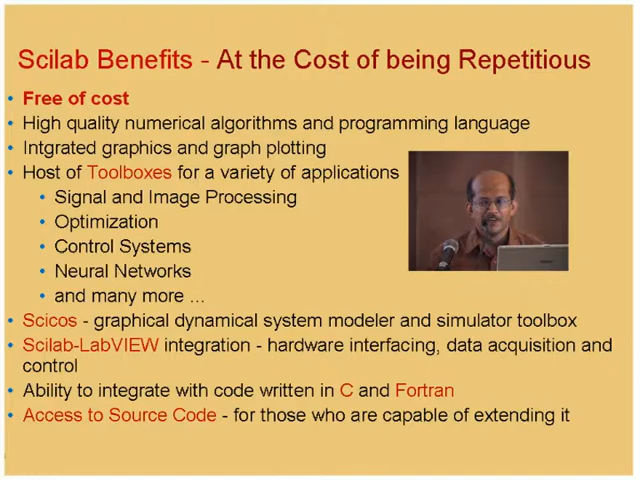 Scilab Benefits - At the Cost of being Repetitious
• Free of cost
• High quality numerical algorithms and programming language
• Intgrated graphics and graph plotting
• Host of Toolboxes for a variety of applications
• Signal and Image Processing
• Optimization
• Control Systems
• Neural Networks
• and many more ...
• Scicos - graphical dynamical system modeler and simulator toolbox
• Scilab-LabVIEW integration - hardware interfacing, data acquisition and
control
• Ability to integrate with code written in C and Fortran
• Access to Source Code - for those who are capable of extending it